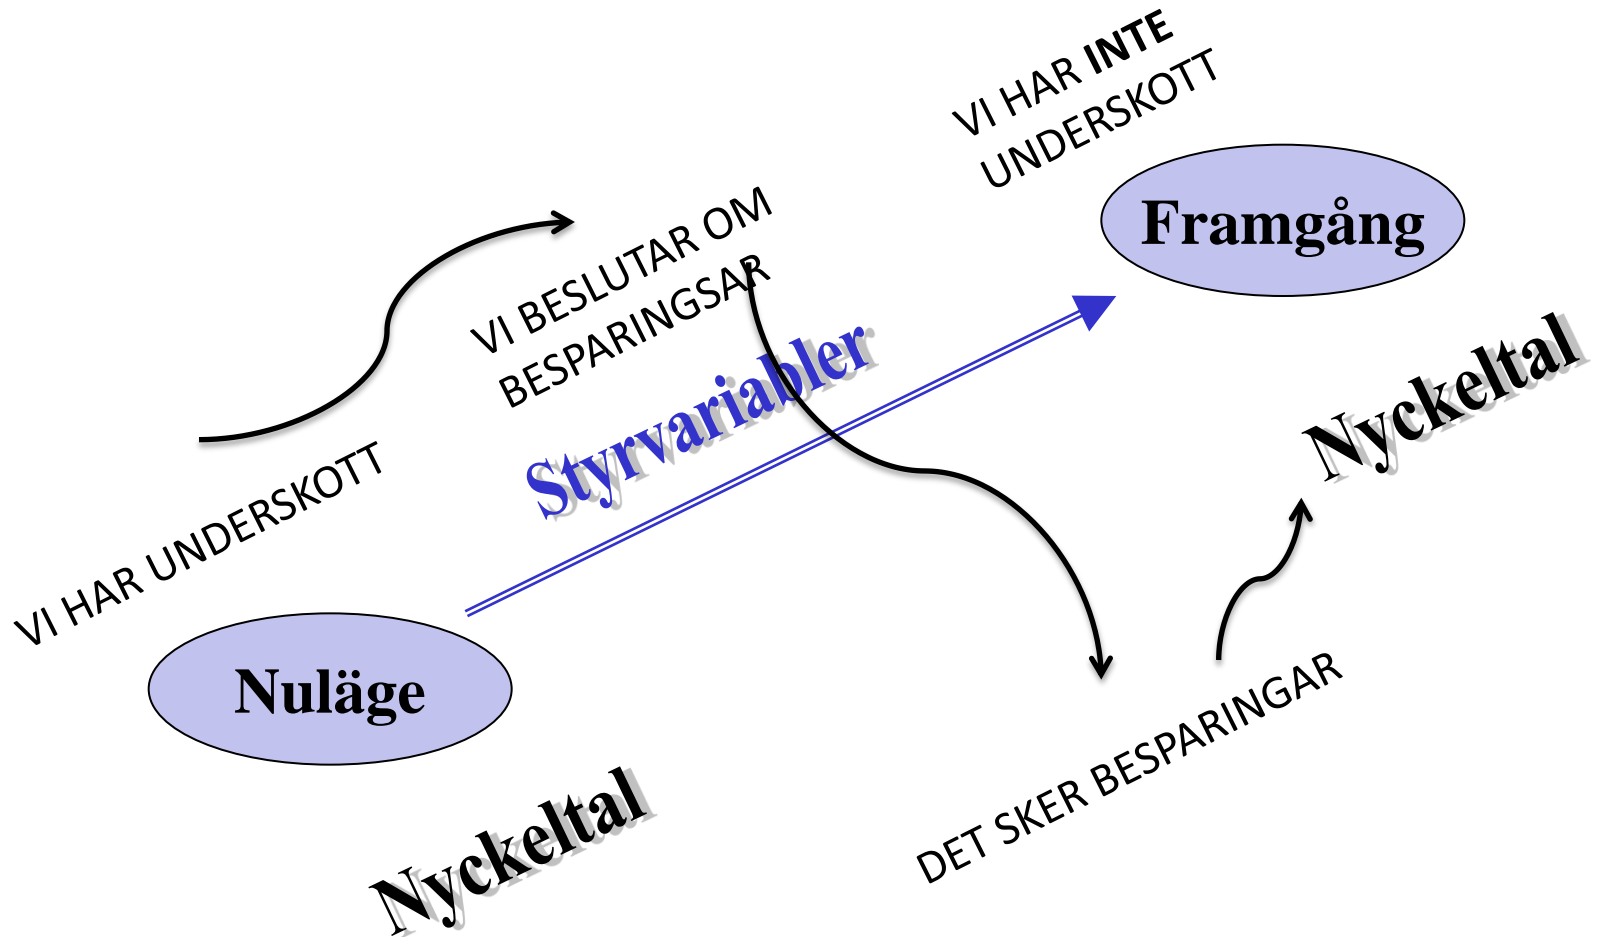 VI HAR INTE
UNDERSKOTT
Framgång
VI BESLUTAR OM
BESPARINGSAR
Styrvariabler
Nyckeltal
VI HAR UNDERSKOTT
Nuläge
DET SKER BESPARINGAR
Nyckeltal